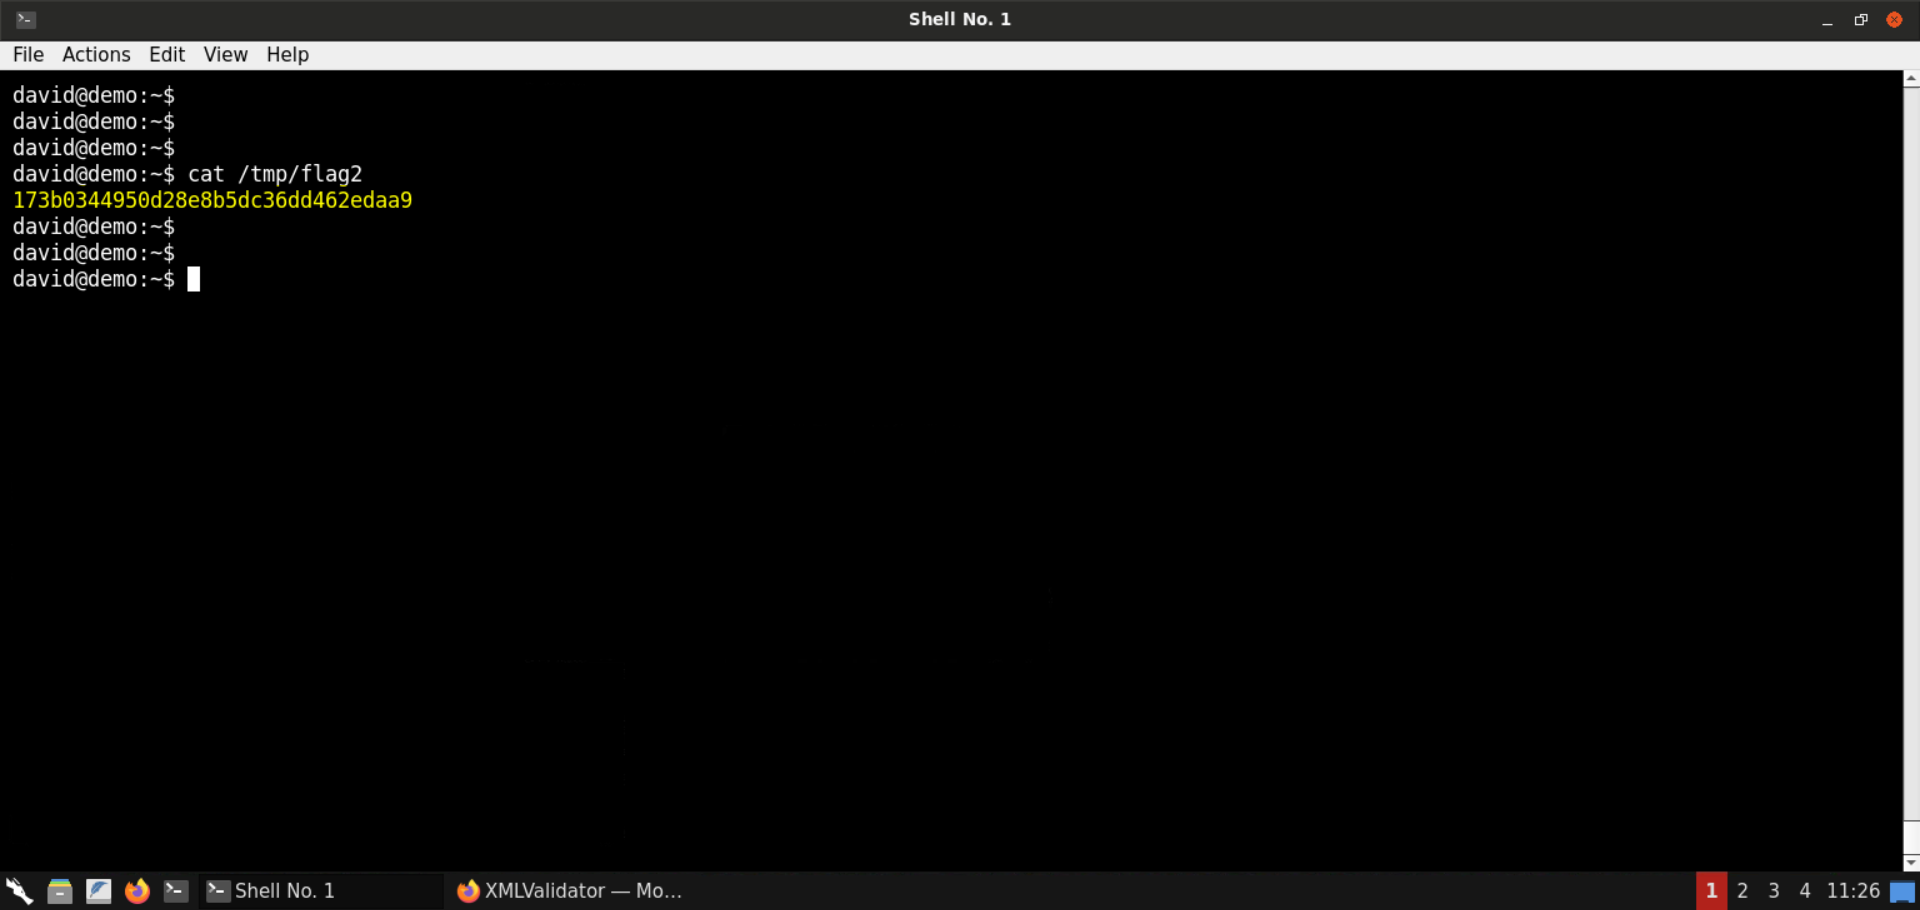 Shell No. 1
File Actions Edit View Help
david@demo:~$
david@demo:~$
david@demo:~$
david@demo:~$ cat /tmp/flag2
173b0344950d28e8b5dc36dd462edaa9
david@demo:~$
david@demo:~$
david@demo:~$
Shell No. 1 XMLValidator — Mo... 1 2 3 4 11:26